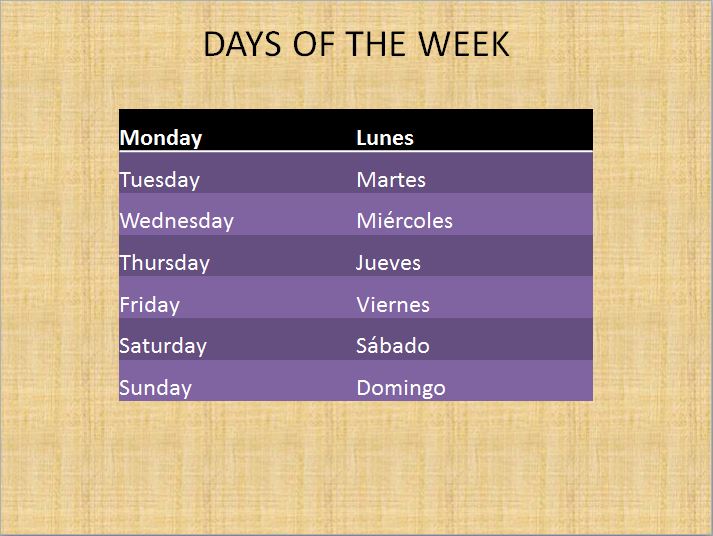 DAYS OF THE WEEK
Monday Lunes
Tuesday Martes
Wednesday Miércoles
Thursday Jueves
Friday Viernes
Saturday Sábado
Sunday Domingo